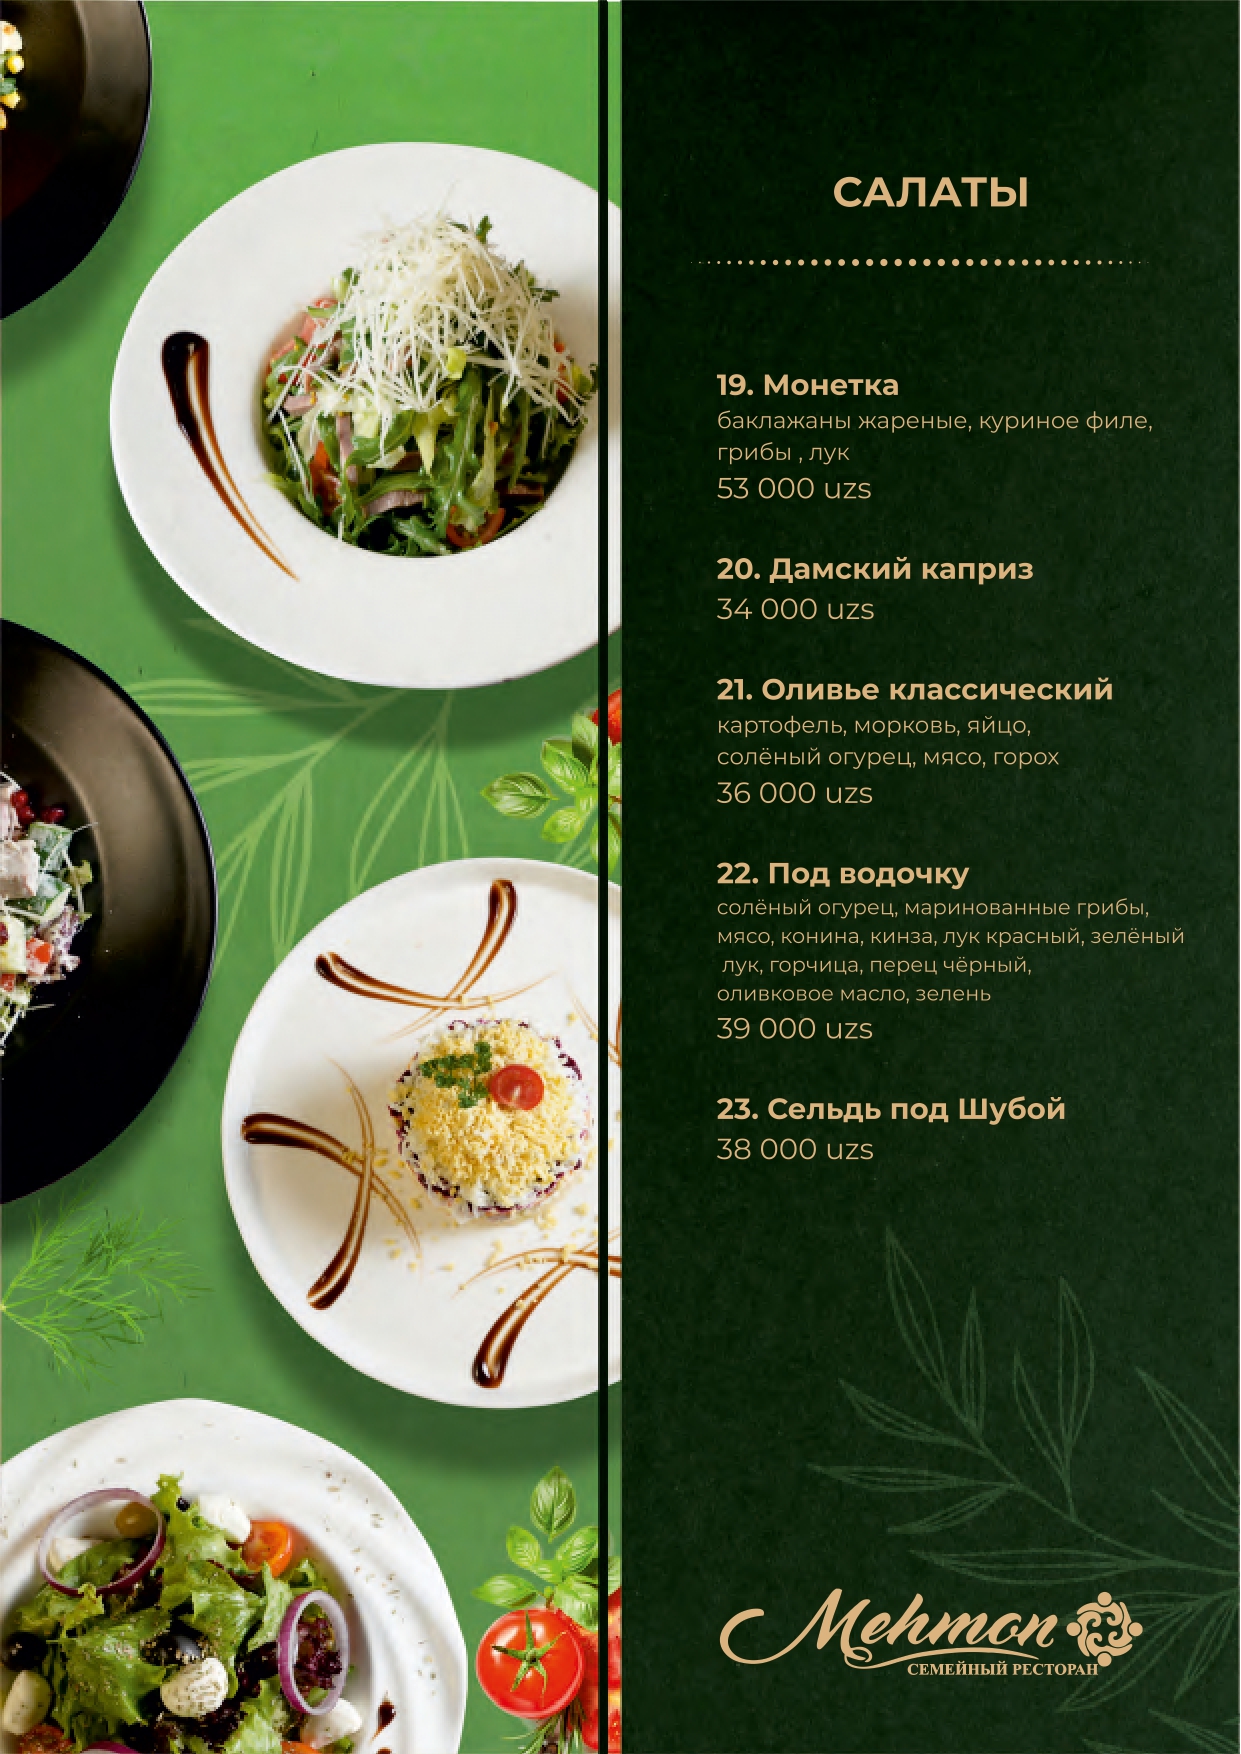 САЛАТЫ
19. Монетка
баклажаны жареные, куриное филе,
грибы , лук
53 000 uzs
20. Дамский каприз
34 000 uzs
21. Оливье классический
картофель, морковь, яйцо,
солёный огурец, мясо, горох
36 000 uzs
22. Под водочку
солёный огурец, маринованные грибы,
мясо, конина, кинза, лук красный, зелёный
лук, горчица, перец чёрный,
оливковое масло, зелень
39 000 uzs
23. Сельдь под Шубой
38 000 uzs
Mehmon
СЕМЕЙНЫЙ РЕСТОРАН